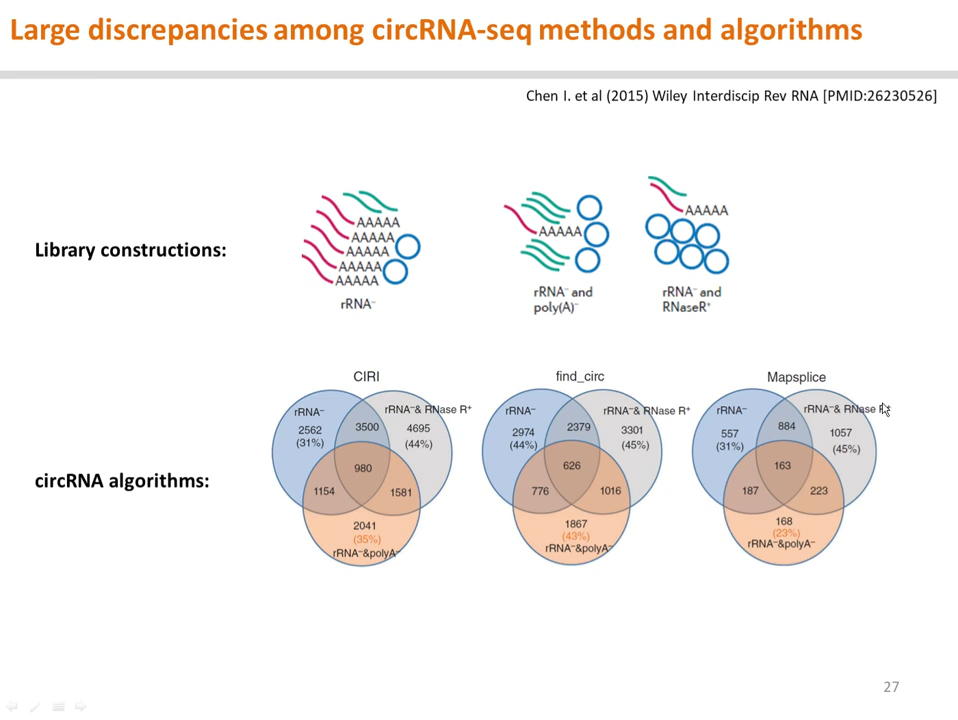 Large discrepancies among circRNA-seq methods and algorithms
Chen I. et al (2015) Wiley Interdiscip Rev RNA [PMID:26230526]
Library constructions:
AAAAA
AAAAA
AAAAA
AAAAA
AAAAA
rRNA⁻
AAAAA
rRNA⁻ and
poly(A)⁻
AAAAA
rRNA⁻ and
RNaseR⁺
circRNA algorithms:
CIRI
rRNA⁻
2562
(31%)
3500
rRNA⁻& RNase R⁺
4695
(44%)
980
1154
1581
2041
(35%)
rRNA⁻&polyA⁻
find_circ
rRNA⁻
2974
(44%)
2379
rRNA⁻& RNase R⁺
3301
(45%)
626
776
1016
1867
(43%)
rRNA⁻&polyA⁻
Mapsplice
rRNA⁻
557
(31%)
884
rRNA⁻& RNase R⁺
1057
(45%)
163
187
223
168
(23%)
rRNA⁻&polyA⁻
27